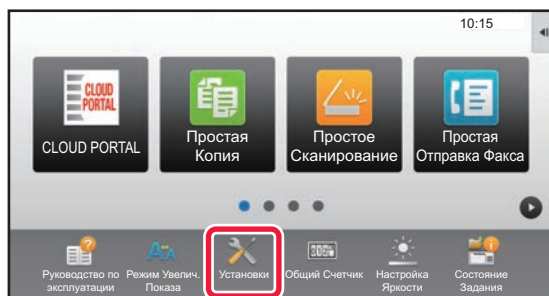 10:15
CLOUD
PORTAL
CLOUD PORTAL
Простая
Копия
Простое
Сканирование
Простая
Отправка Факса
Руководство по
эксплуатации
Режим Увелич.
Показа
Установки
Общий Счетчик
Настройка
Яркости
Состояние
Задания